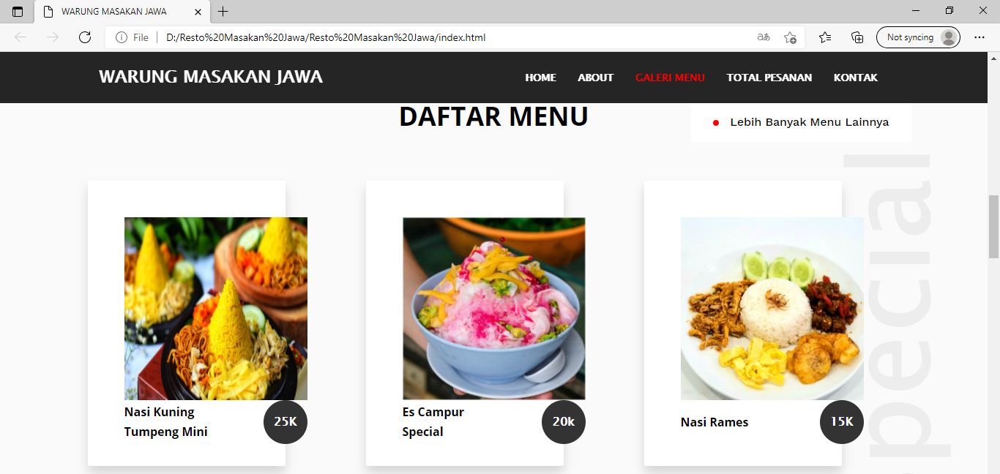 WARUNG MASAKAN JAWA
File
D:/Resto%20Masakan%20Jawa/Resto%20Masakan%20Jawa/index.html
aあ
Not syncing
WARUNG MASAKAN JAWA
HOME
ABOUT
GALERI MENU
TOTAL PESANAN
KONTAK
DAFTAR MENU
Lebih Banyak Menu Lainnya
pecial
Nasi Kuning
Tumpeng Mini
25K
Es Campur
Special
20k
Nasi Rames
15K